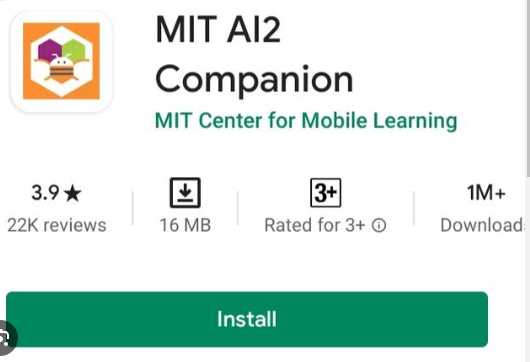 MIT AI2
Companion
MIT Center for Mobile Learning
3.9★
22K reviews
16 MB
3+
Rated for 3+
1M+
Download
Install